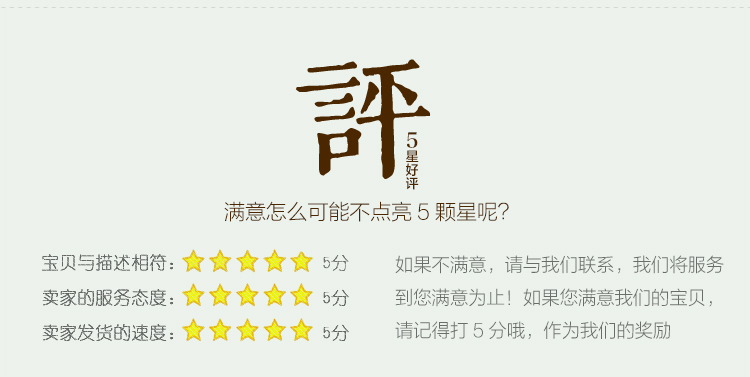 評
5星好评
满意怎么可能不点亮 5 颗星呢?
宝贝与描述相符: 5分
卖家的服务态度: 5分
卖家发货的速度: 5分
如果不满意,请与我们联系,我们将服务
到您满意为止!如果您满意我们的宝贝,
请记得打 5 分哦,作为我们的奖励